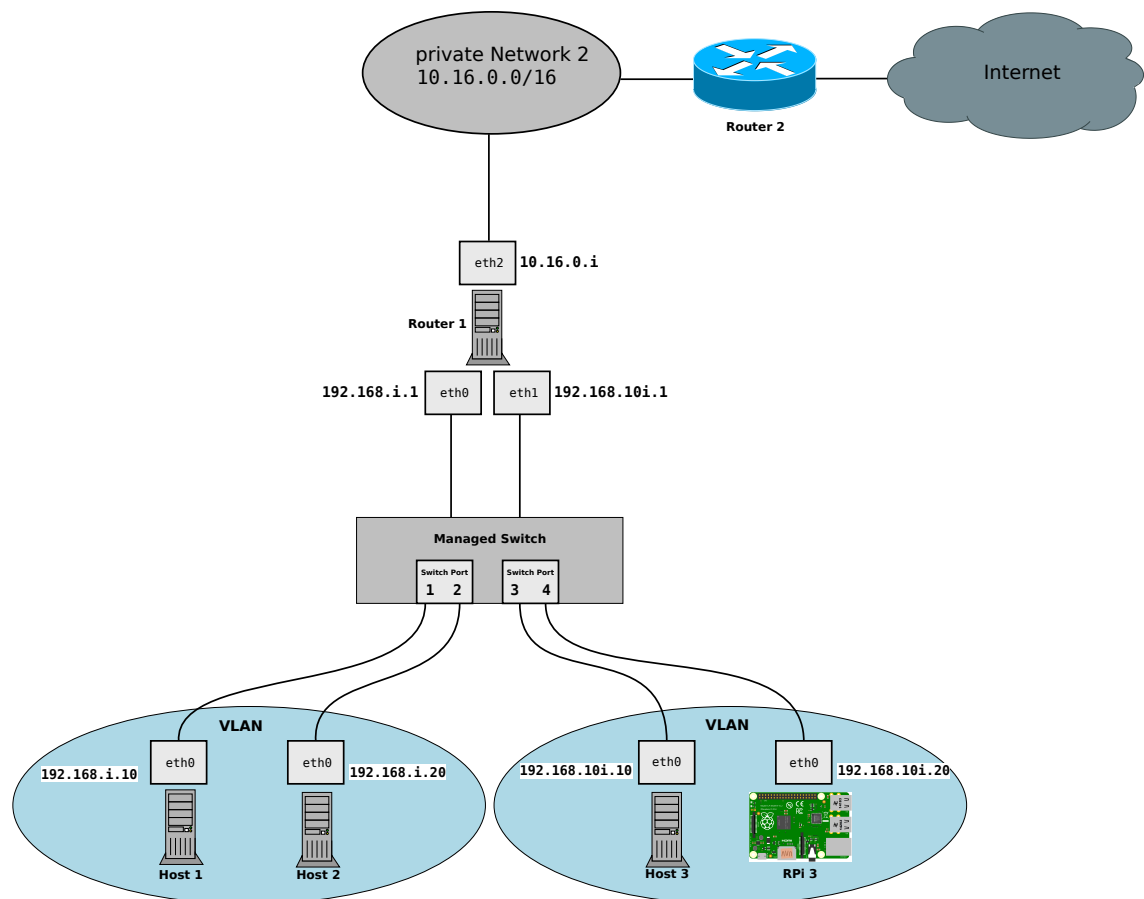 private Network 2
10.16.0.0/16
Internet
Router 2
eth2
10.16.0.i
Router 1
192.168.i.1
eth0
eth1
192.168.10i.1
Managed Switch
Switch Port
1 2
Switch Port
3 4
VLAN
VLAN
192.168.i.10
eth0
eth0
192.168.i.20
192.168.10i.10
eth0
eth0
192.168.10i.20
Host 1
Host 2
Host 3
RPi 3